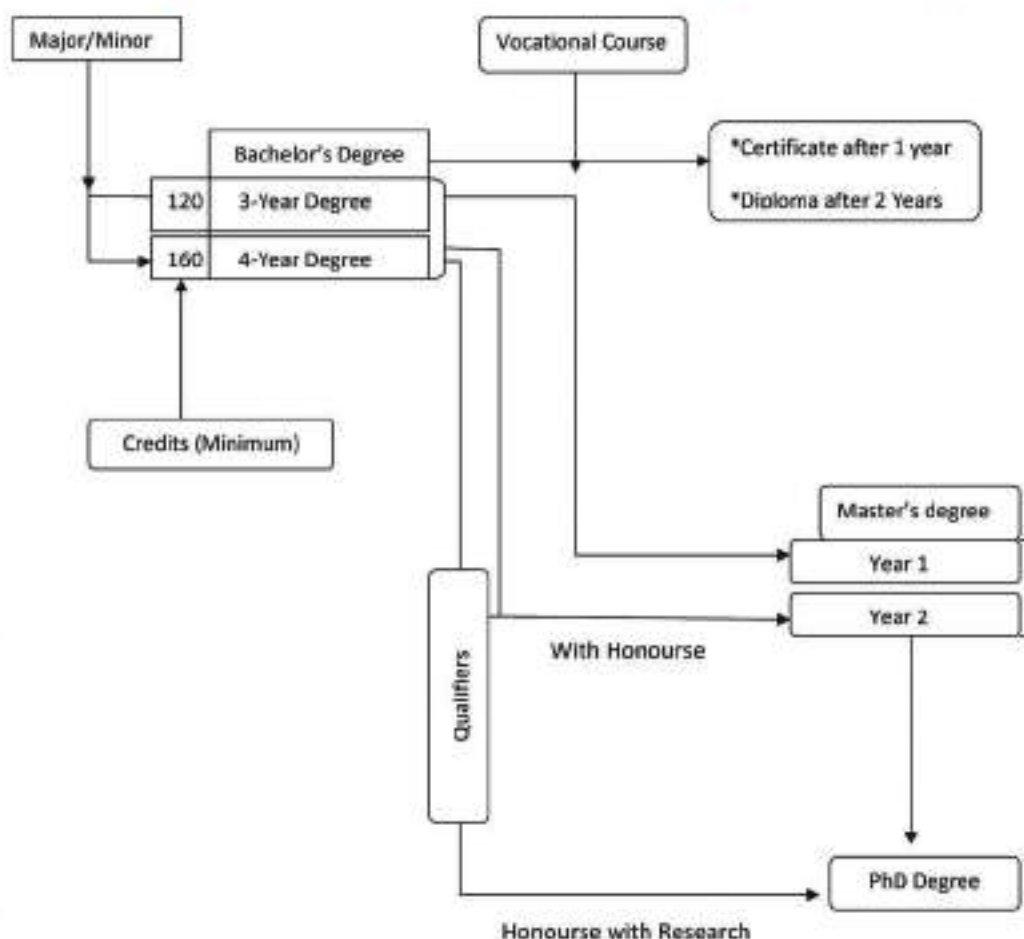 Major/Minor
Vocational Course
Bachelor's Degree
*Certificate after 1 year
120 3-Year Degree
*Diploma after 2 Years
160 4-Year Degree
Credits (Minimum)
Master's degree
Year 1
Year 2
With Honourse
Qualifiers
PhD Degree
Honourse with Research